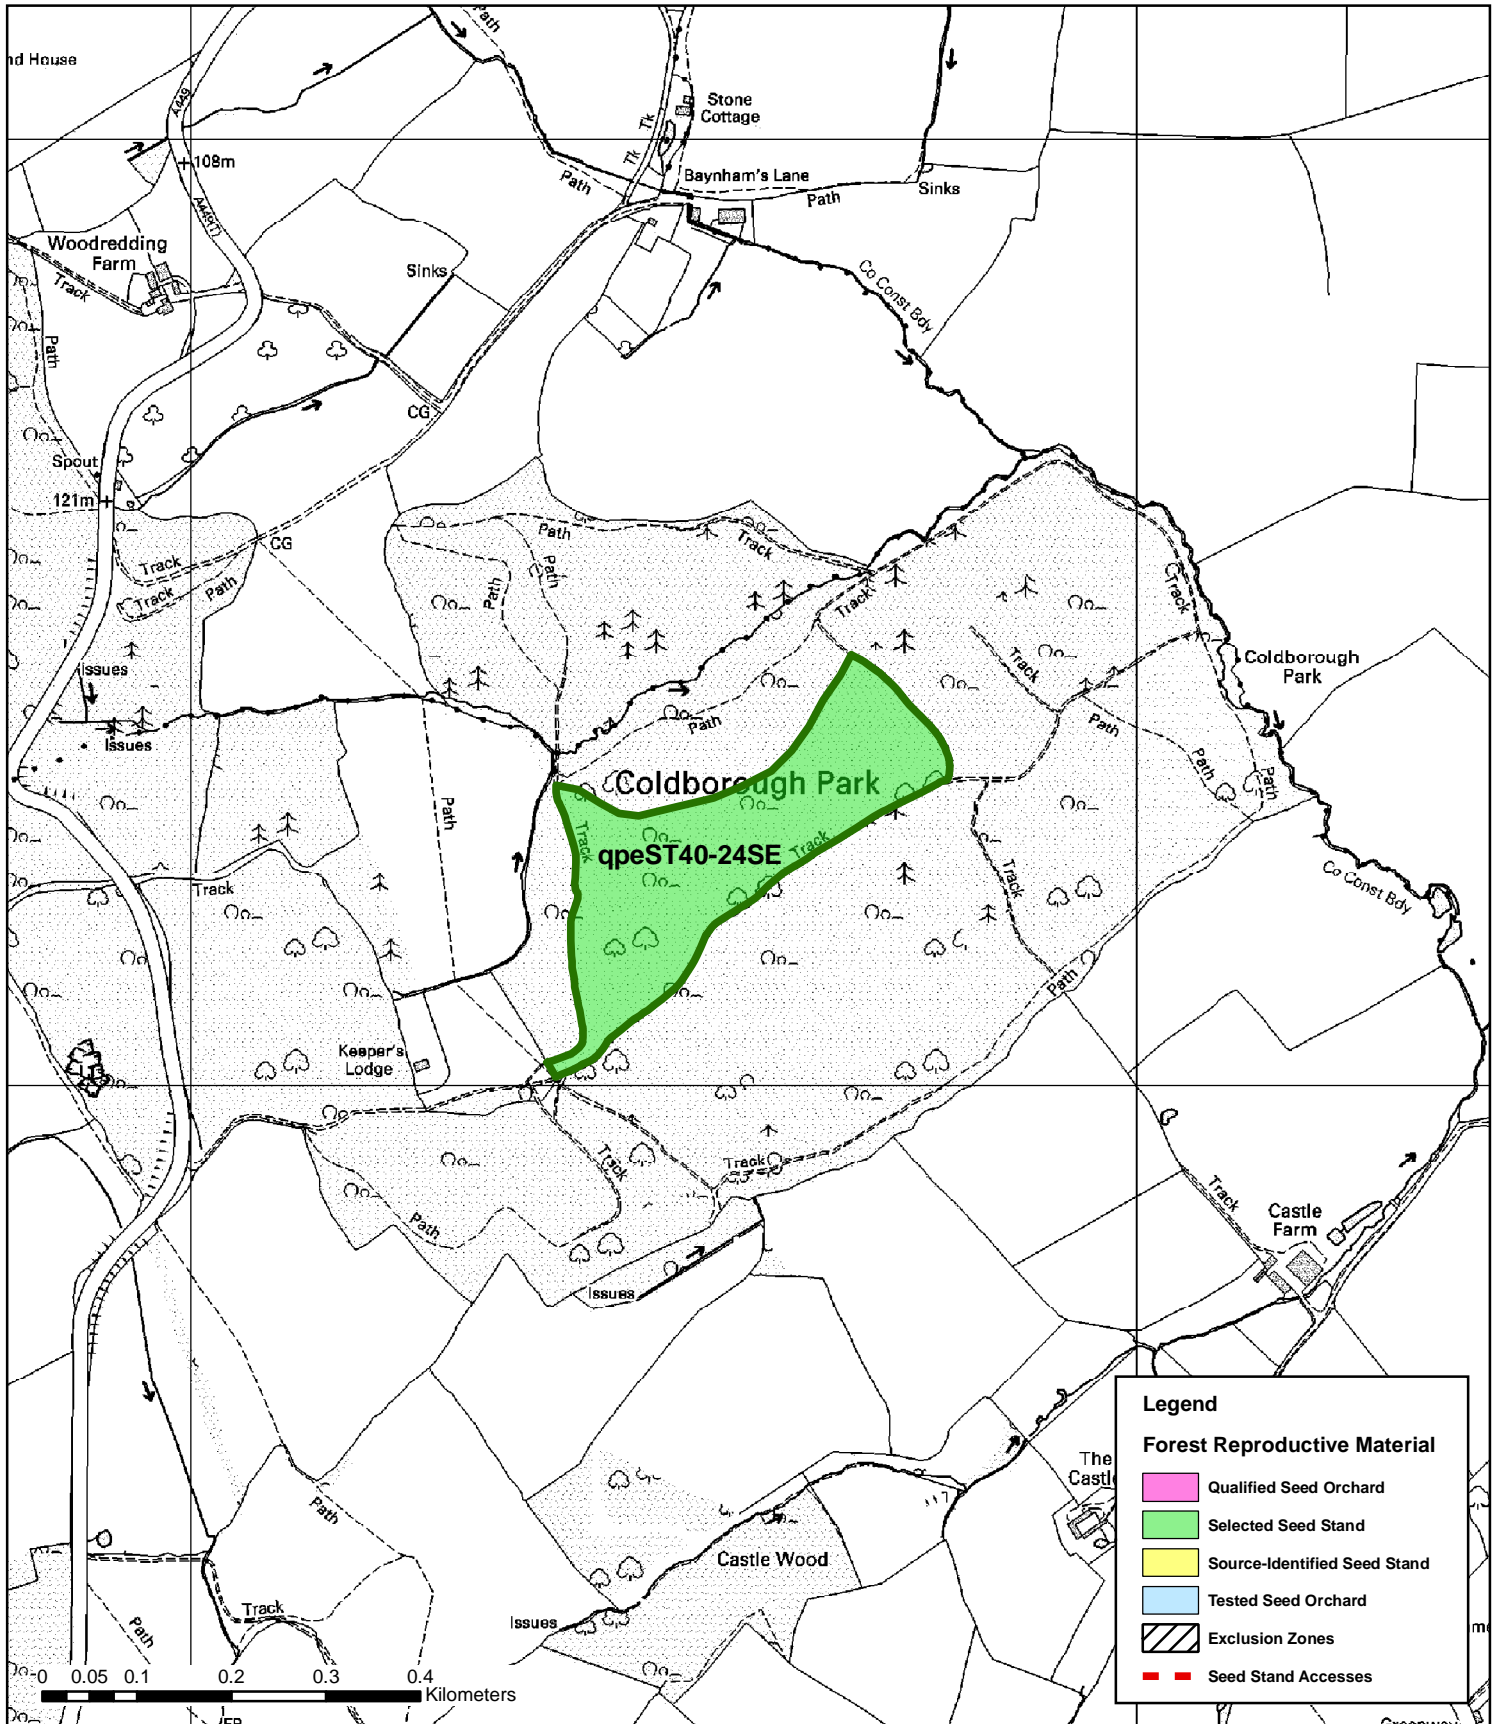 Path
nd House
A449
Stone
Cottage
Tk
Tk
108m
Path
Baynham's Lane
Path
Sinks
A449(T)
Woodredding
Farm
Track
Sinks
Co Const Bdy
Path
CG
Spout
121m
CG
Path
Track
Track
Path
Track
Path
Path
Track
Track
Track
Coldborough
Park
Issues
Path
Path
Issues
Path
Path
Coldborough Park
Path
Track
Track
qpeST40-24SE
Track
Track
Co Const Bdy
Path
Keeper's
Lodge
Track
Track
Track
Castle
Farm
Path
Issues
Path
The
Castle
Castle Wood
Issues
Track
Path
Legend
Forest Reproductive Material
Qualified Seed Orchard
Selected Seed Stand
Source-Identified Seed Stand
Tested Seed Orchard
Exclusion Zones
Seed Stand Accesses
0 0.05 0.1 0.2 0.3 0.4
Kilometers